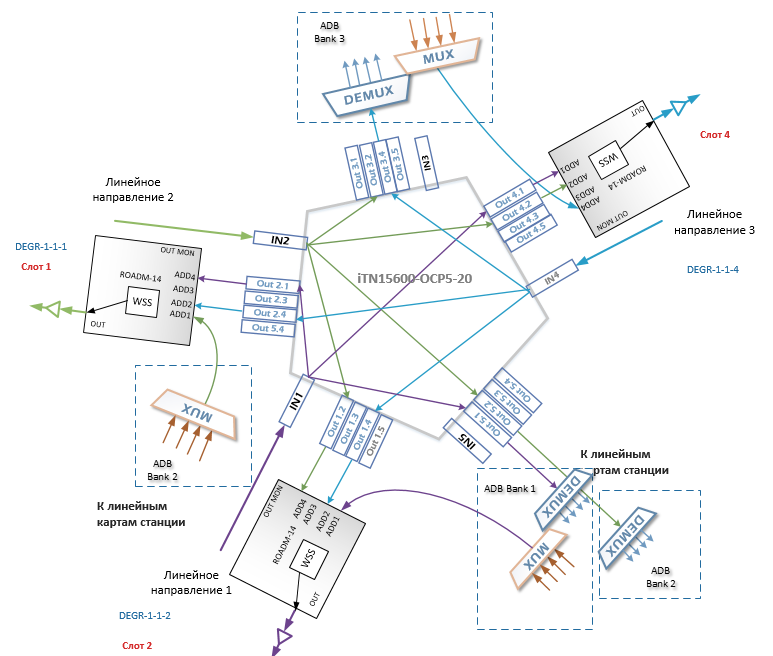 ADB
Bank 3
MUX
DEMUX
Out 3.1
Out 3.2
Out 3.4
Out 3.5
IN3
OUT
WSS
ROADM-14
ADD1
ADD2
ADD3
ADD4
OUT MON
Слот 4
Линейное
направление 2
IN2
Out 4.1
Out 4.2
Out 4.3
Out 4.5
Линейное
направление 3
DEGR-1-1-4
IN4
DEGR-1-1-1
Слот 1
OUT MON
ROADM-14
ADD4
ADD3
ADD2
ADD1
WSS
OUT
Out 2.1
Out 2.3
Out 2.4
Out 5.4
iTN15600-OCP5-20
MUX
ADB
Bank 2
IN1
Out 1.2
Out 1.3
Out 1.4
Out 1.5
Out 5.4
Out 5.3
Out 5.2
Out 5.1
IN5
К линейным
ртам станции
К линейным
картам станции
ADB Bank 1
DEMUX
MUX
DEMUX
ADB
Bank 2
OUT MON
ADD4
ADD3
ADD2
ADD1
ROADM-14
WSS
OUT
Линейное
направление 1
DEGR-1-1-2
Слот 2